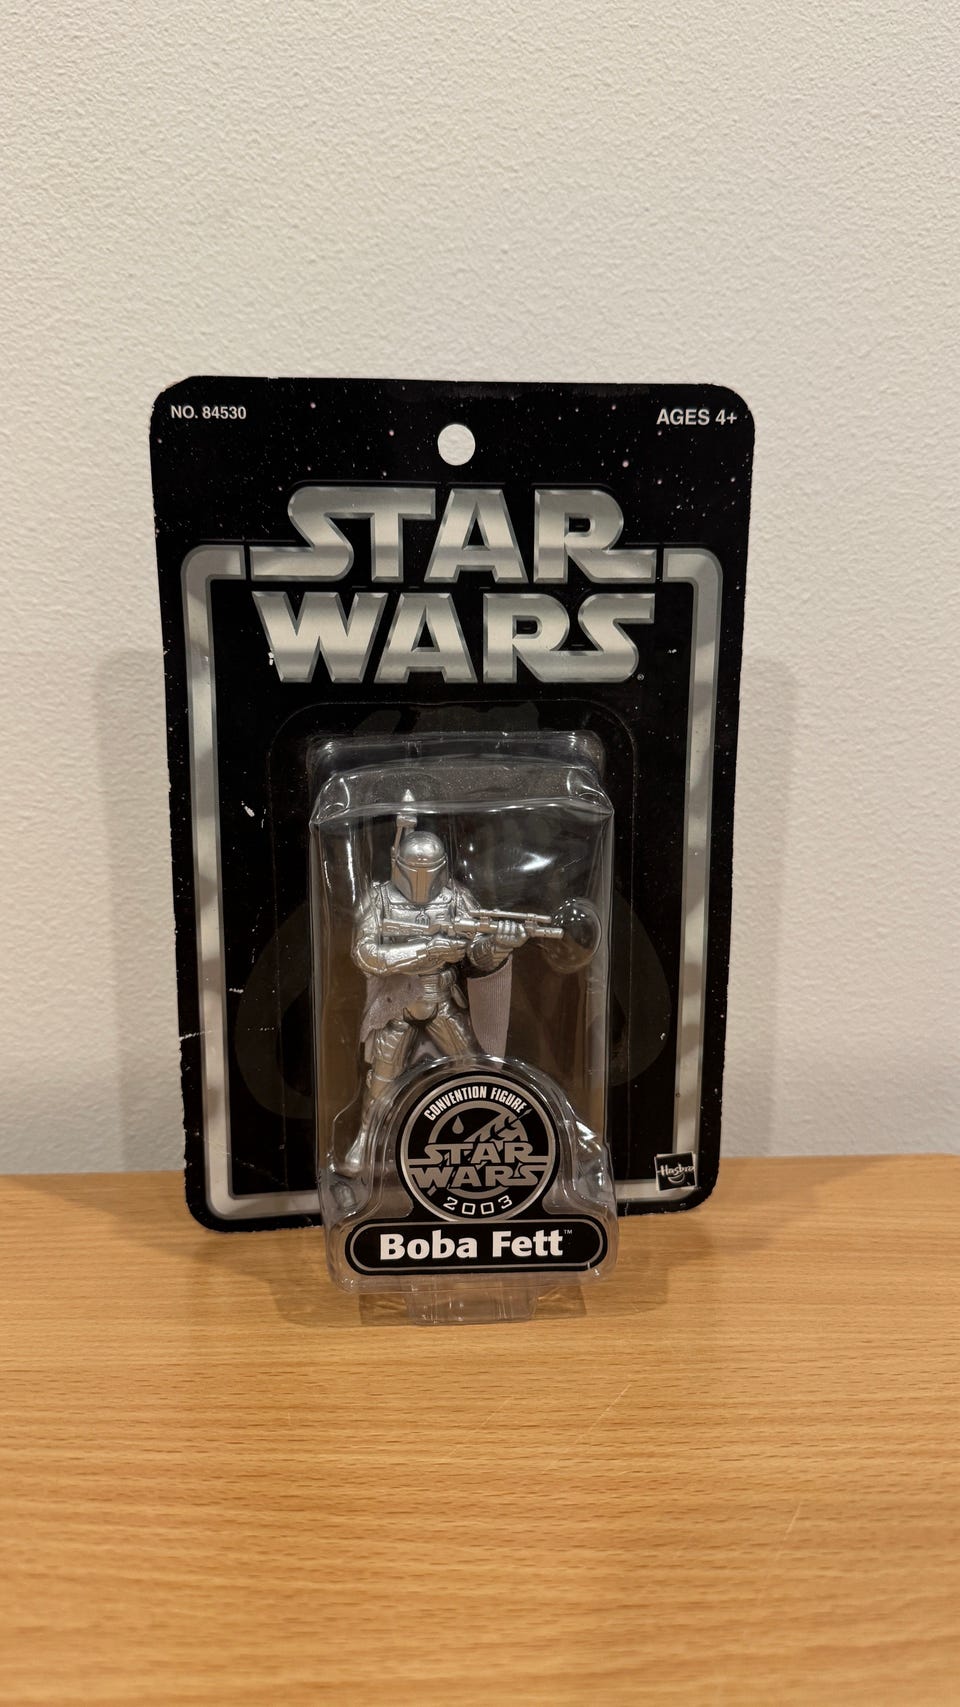 NO. 84530
AGES 4+
STAR
WARS®
CONVENTION FIGURE
STAR
WARS
2003
Hasbro
Boba Fett™